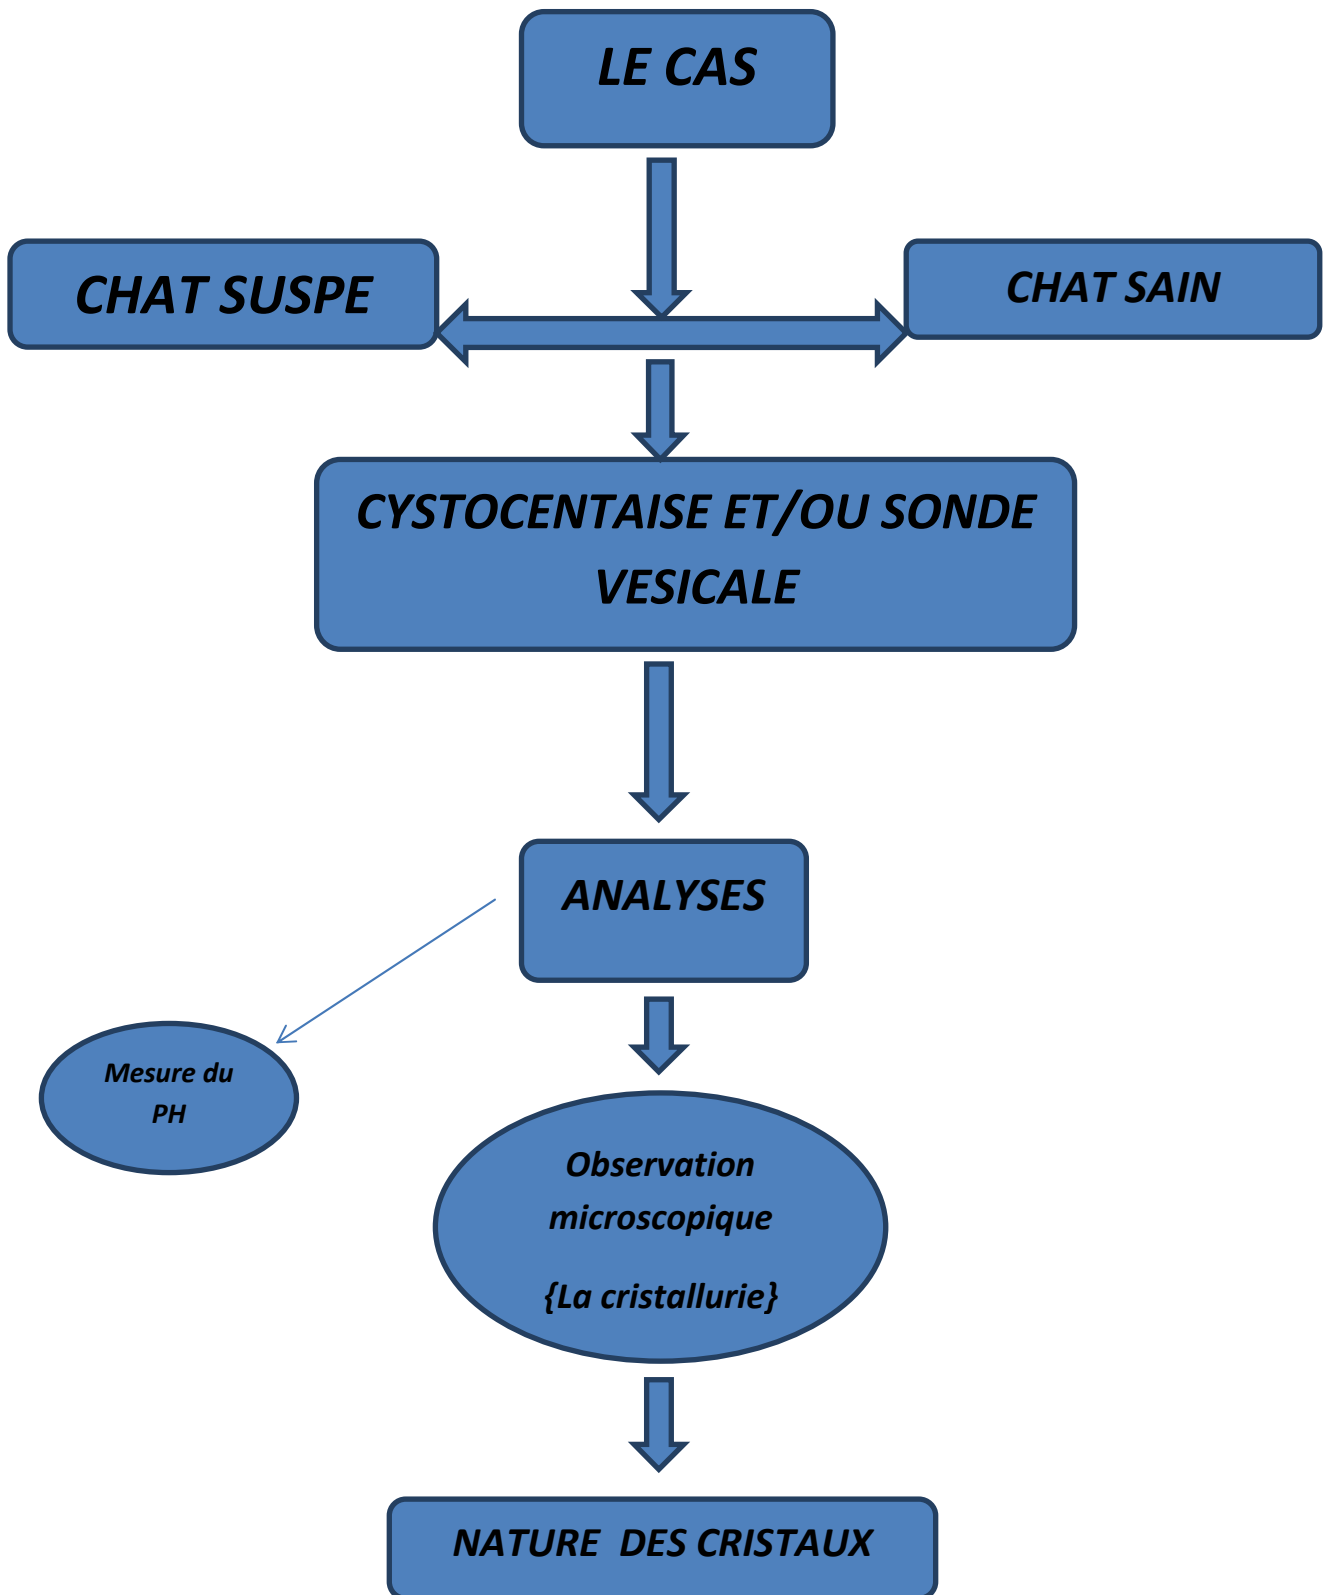 LE CAS
CHAT SUSPE
CHAT SAIN
CYSTOCENTAISE ET/OU SONDE
VESICALE
ANALYSES
Mesure du
PH
Observation
microscopique
{La cristallurie}
NATURE DES CRISTAUX